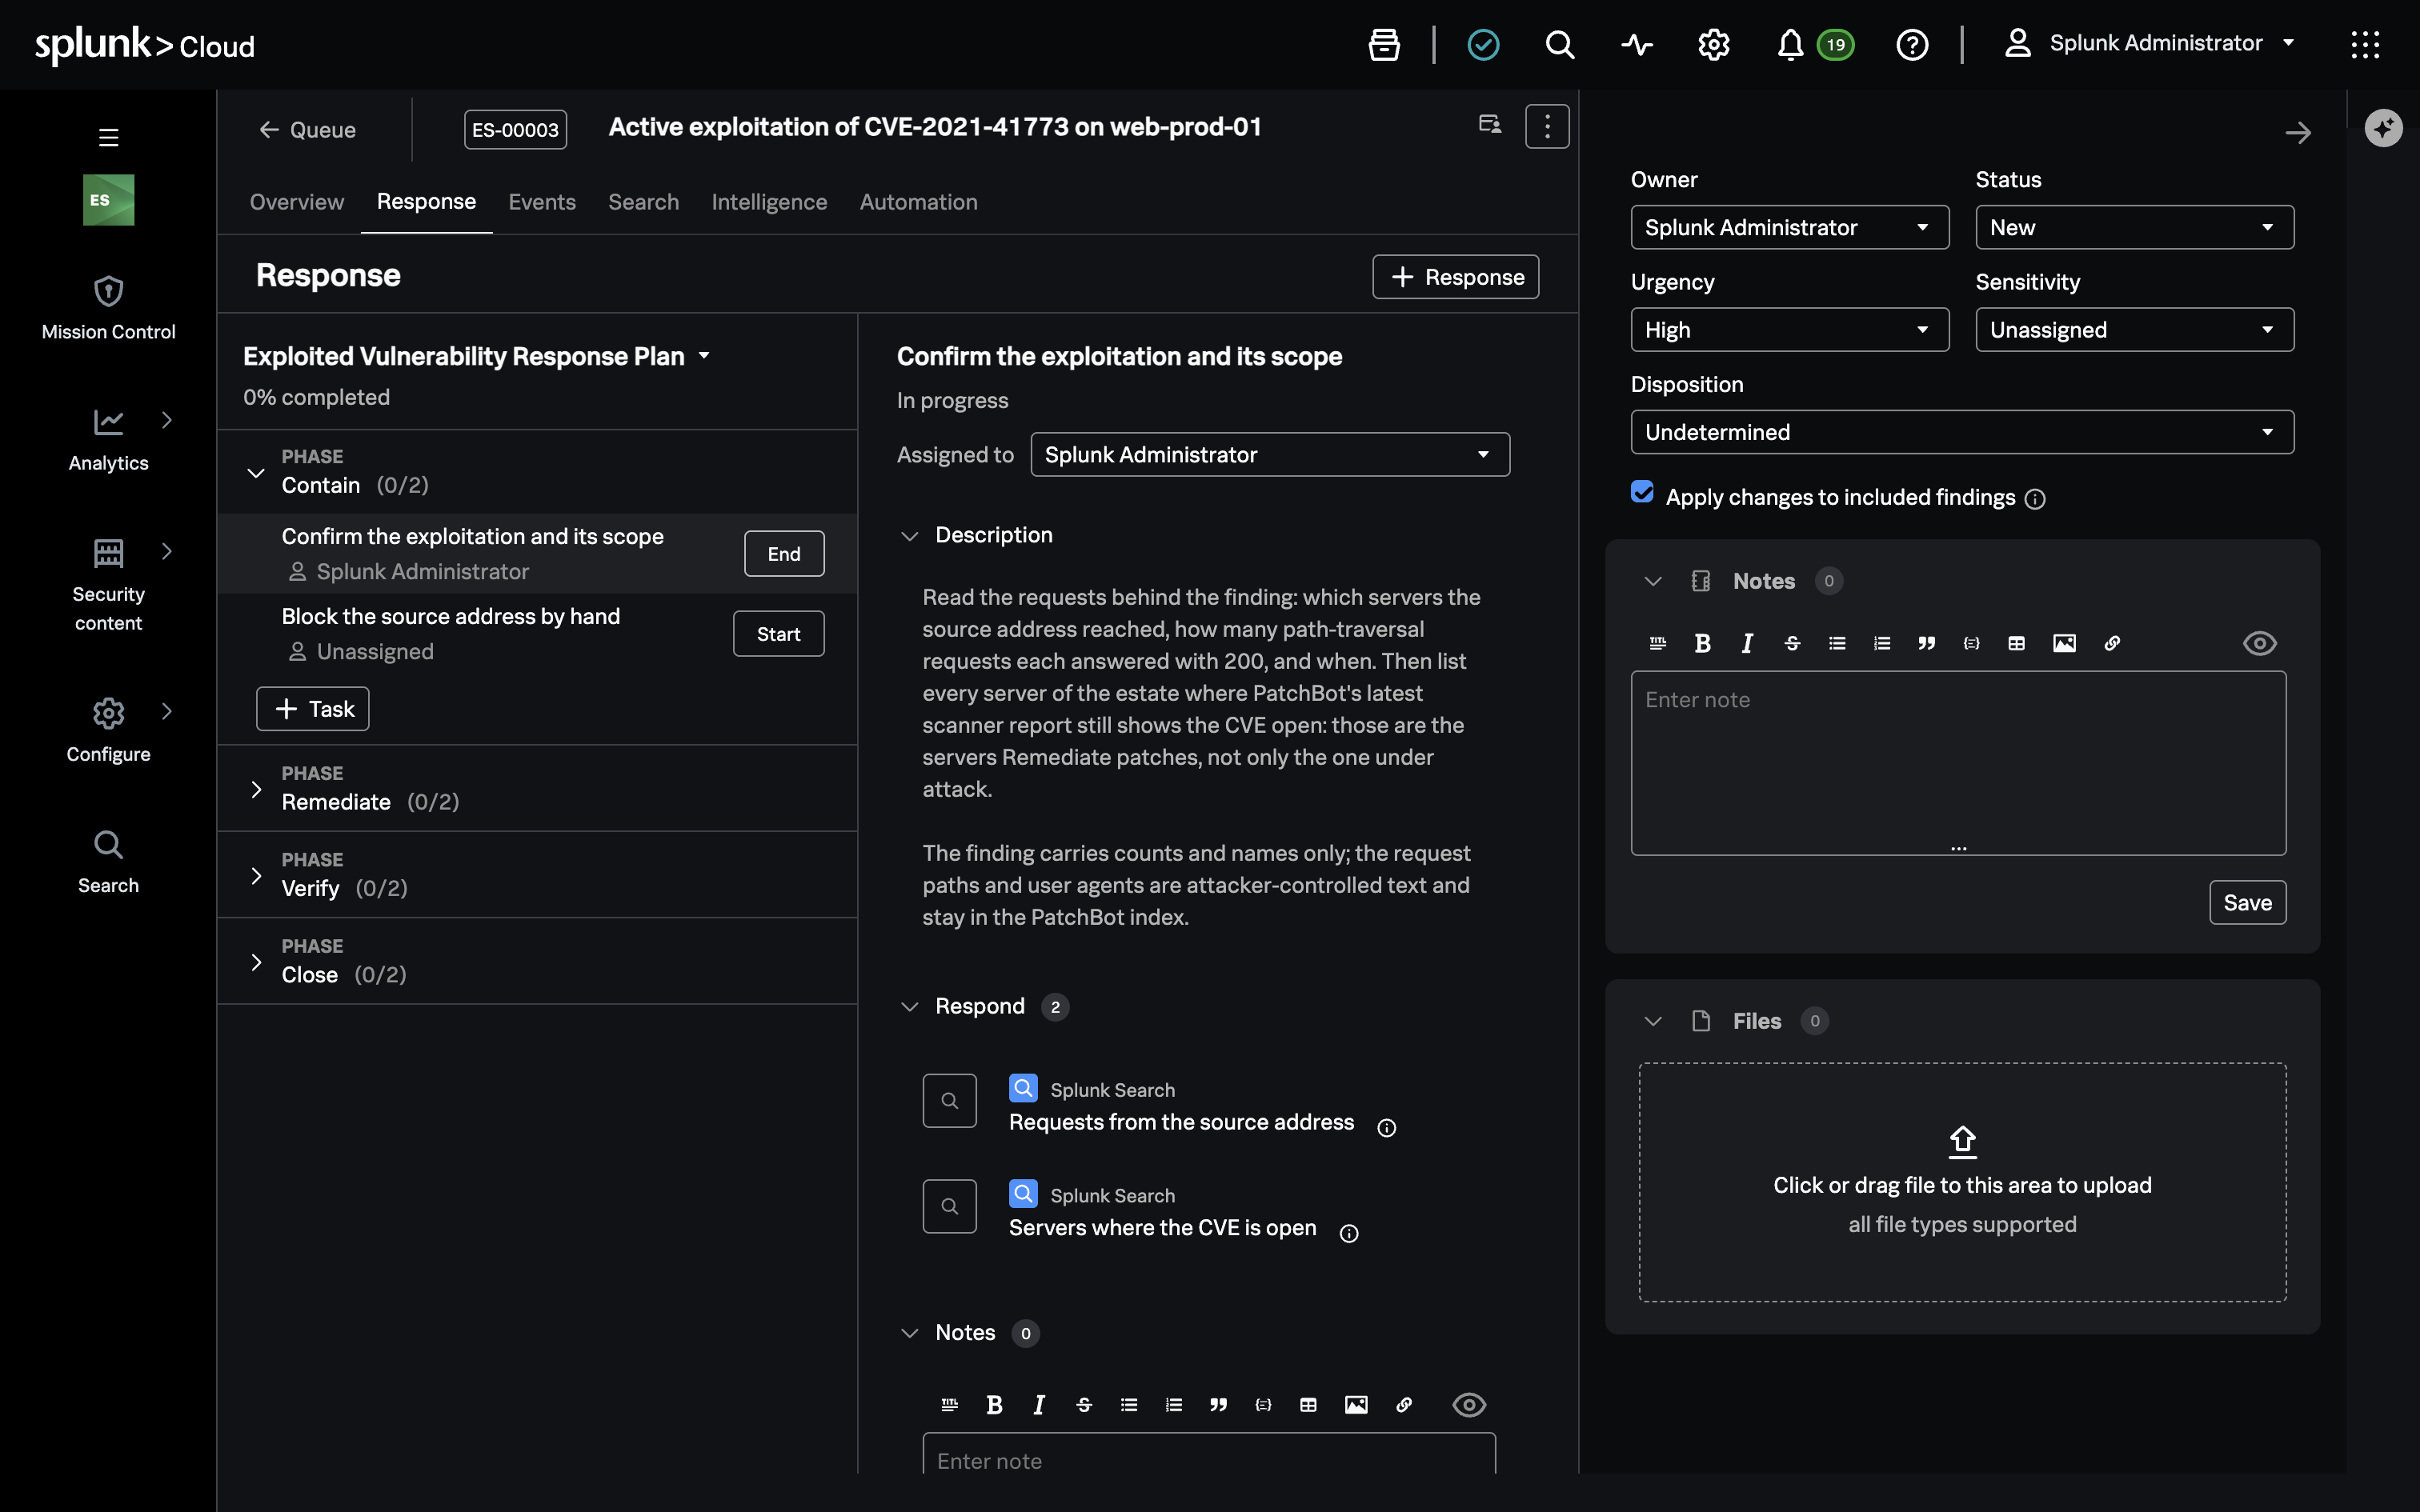 splunk>Cloud
19
Splunk Administrator
ES
Mission Control
Analytics
Security
content
Configure
Search
Queue
ES-00003
Active exploitation of CVE-2021-41773 on web-prod-01
Overview
Response
Events
Search
Intelligence
Automation
Response
Response
Exploited Vulnerability Response Plan
0% completed
PHASE
Contain (0/2)
Confirm the exploitation and its scope
Splunk Administrator
End
Block the source address by hand
Unassigned
Start
Task
PHASE
Remediate (0/2)
PHASE
Verify (0/2)
PHASE
Close (0/2)
Confirm the exploitation and its scope
In progress
Assigned to
Splunk Administrator
Description
Read the requests behind the finding: which servers the
source address reached, how many path-traversal
requests each answered with 200, and when. Then list
every server of the estate where PatchBot's latest
scanner report still shows the CVE open: those are the
servers Remediate patches, not only the one under
attack.
The finding carries counts and names only; the request
paths and user agents are attacker-controlled text and
stay in the PatchBot index.
Respond 2
Splunk Search
Requests from the source address
Splunk Search
Servers where the CVE is open
Notes 0
Enter note
Owner
Splunk Administrator
Status
New
Urgency
High
Sensitivity
Unassigned
Disposition
Undetermined
Apply changes to included findings
Notes 0
Enter note
Save
Files 0
Click or drag file to this area to upload
all file types supported